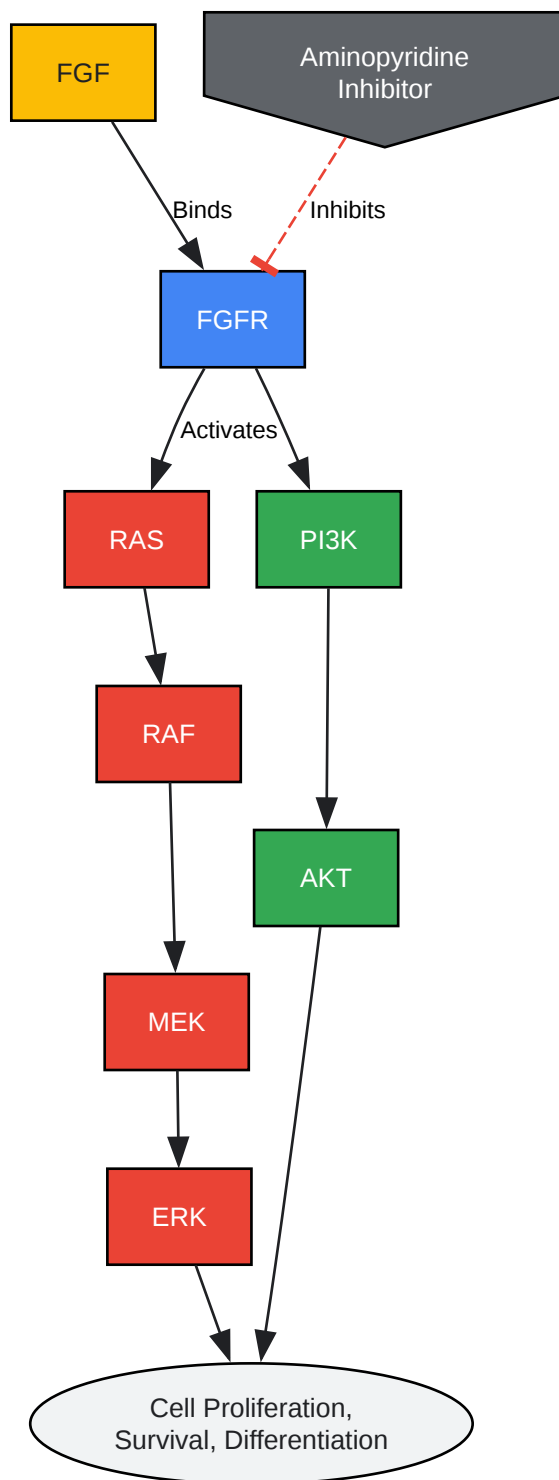 FGF
Aminopyridine
Inhibitor
Binds
Inhibits
FGFR
Activates
RAS
PI3K
RAF
AKT
MEK
ERK
Cell Proliferation,
Survival, Differentiation